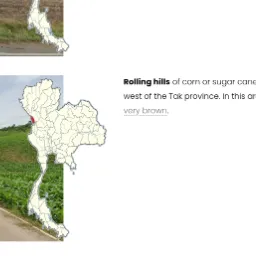 Rolling hills of corn or sugar cane
west of the Tak province. In this ar
very brown.